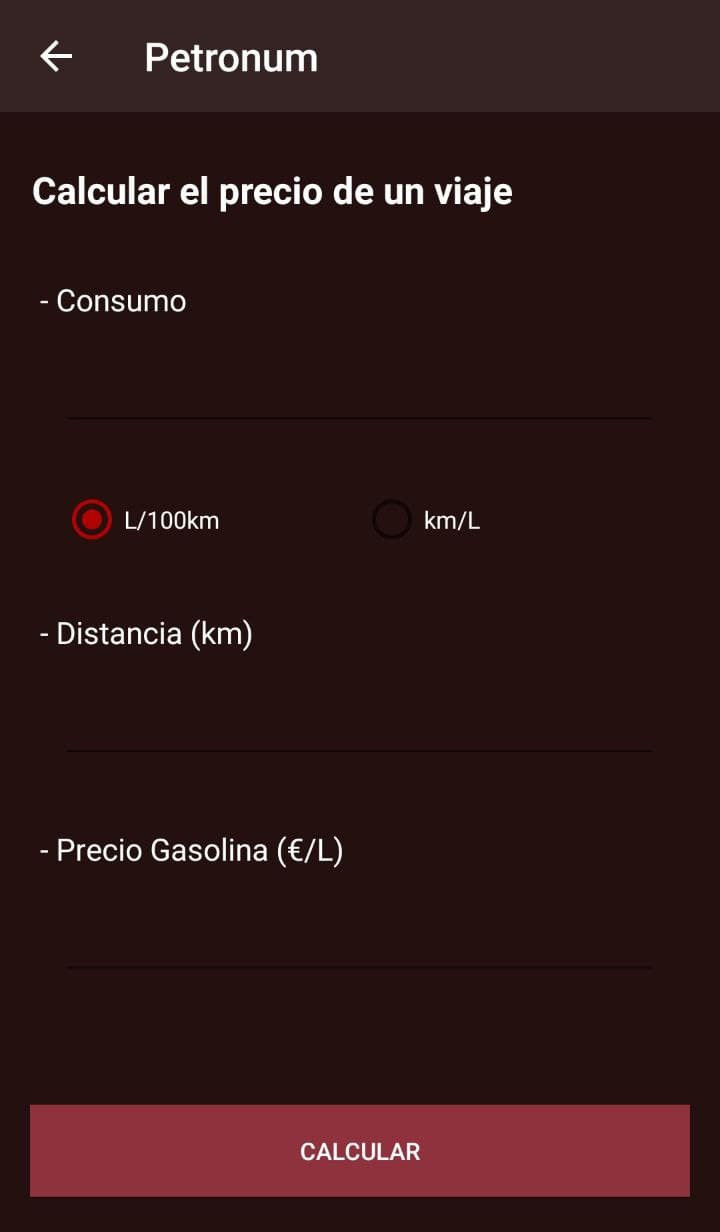 Petronum
Calcular el precio de un viaje
- Consumo
L/100km
km/L
- Distancia (km)
- Precio Gasolina (€/L)
CALCULAR